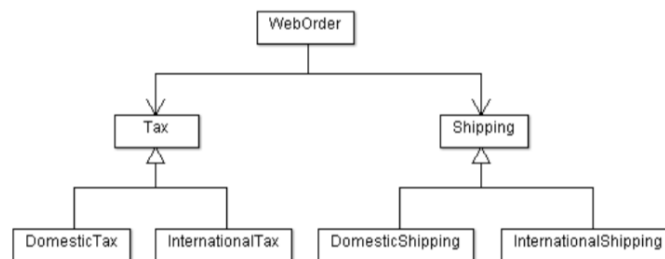 WebOrder
Tax
Shipping
DomesticTax
InternationalTax
DomesticShipping
InternationalShipping